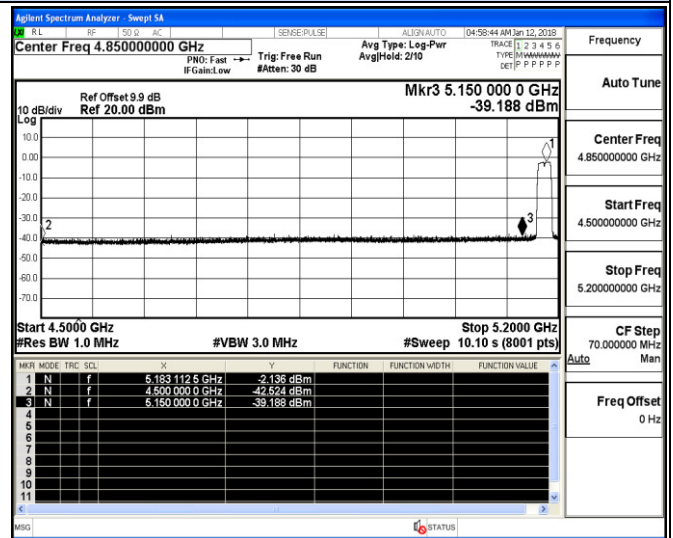 Agilent Spectrum Analyzer - Swept SA
RL RF 50 Ω AC SENSE:PULSE ALIGN AUTO 04:58:44 AM Jan 12, 2018
Center Freq 4.850000000 GHz
PNO: Fast
IFGain:Low
Trig: Free Run
#Atten: 30 dB
Avg Type: Log-Pwr
Avg|Hold: 2/10
TRACE 1 2 3 4 5 6
TYPE MWWWWW
DET P P P P P P
Mkr3 5.150 000 0 GHz
-39.188 dBm
Ref Offset 9.9 dB
Ref 20.00 dBm
10 dB/div
Log
10.0
0.00
-10.0
-20.0
-30.0
-40.0
-50.0
-60.0
-70.0
1
2
3
Start 4.5000 GHz Stop 5.2000 GHz
#Res BW 1.0 MHz #VBW 3.0 MHz #Sweep 10.10 s (8001 pts)
MKR MODE TRC SCL X Y FUNCTION FUNCTION WIDTH FUNCTION VALUE
1 N f 5.183 112 5 GHz -2.136 dBm
2 N f 4.500 000 0 GHz -42.524 dBm
3 N f 5.150 000 0 GHz -39.188 dBm
4
5
6
7
8
9
10
11
MSG STATUS
Frequency
Auto Tune
Center Freq
4.850000000 GHz
Start Freq
4.500000000 GHz
Stop Freq
5.200000000 GHz
CF Step
70.000000 MHz
Auto Man
Freq Offset
0 Hz